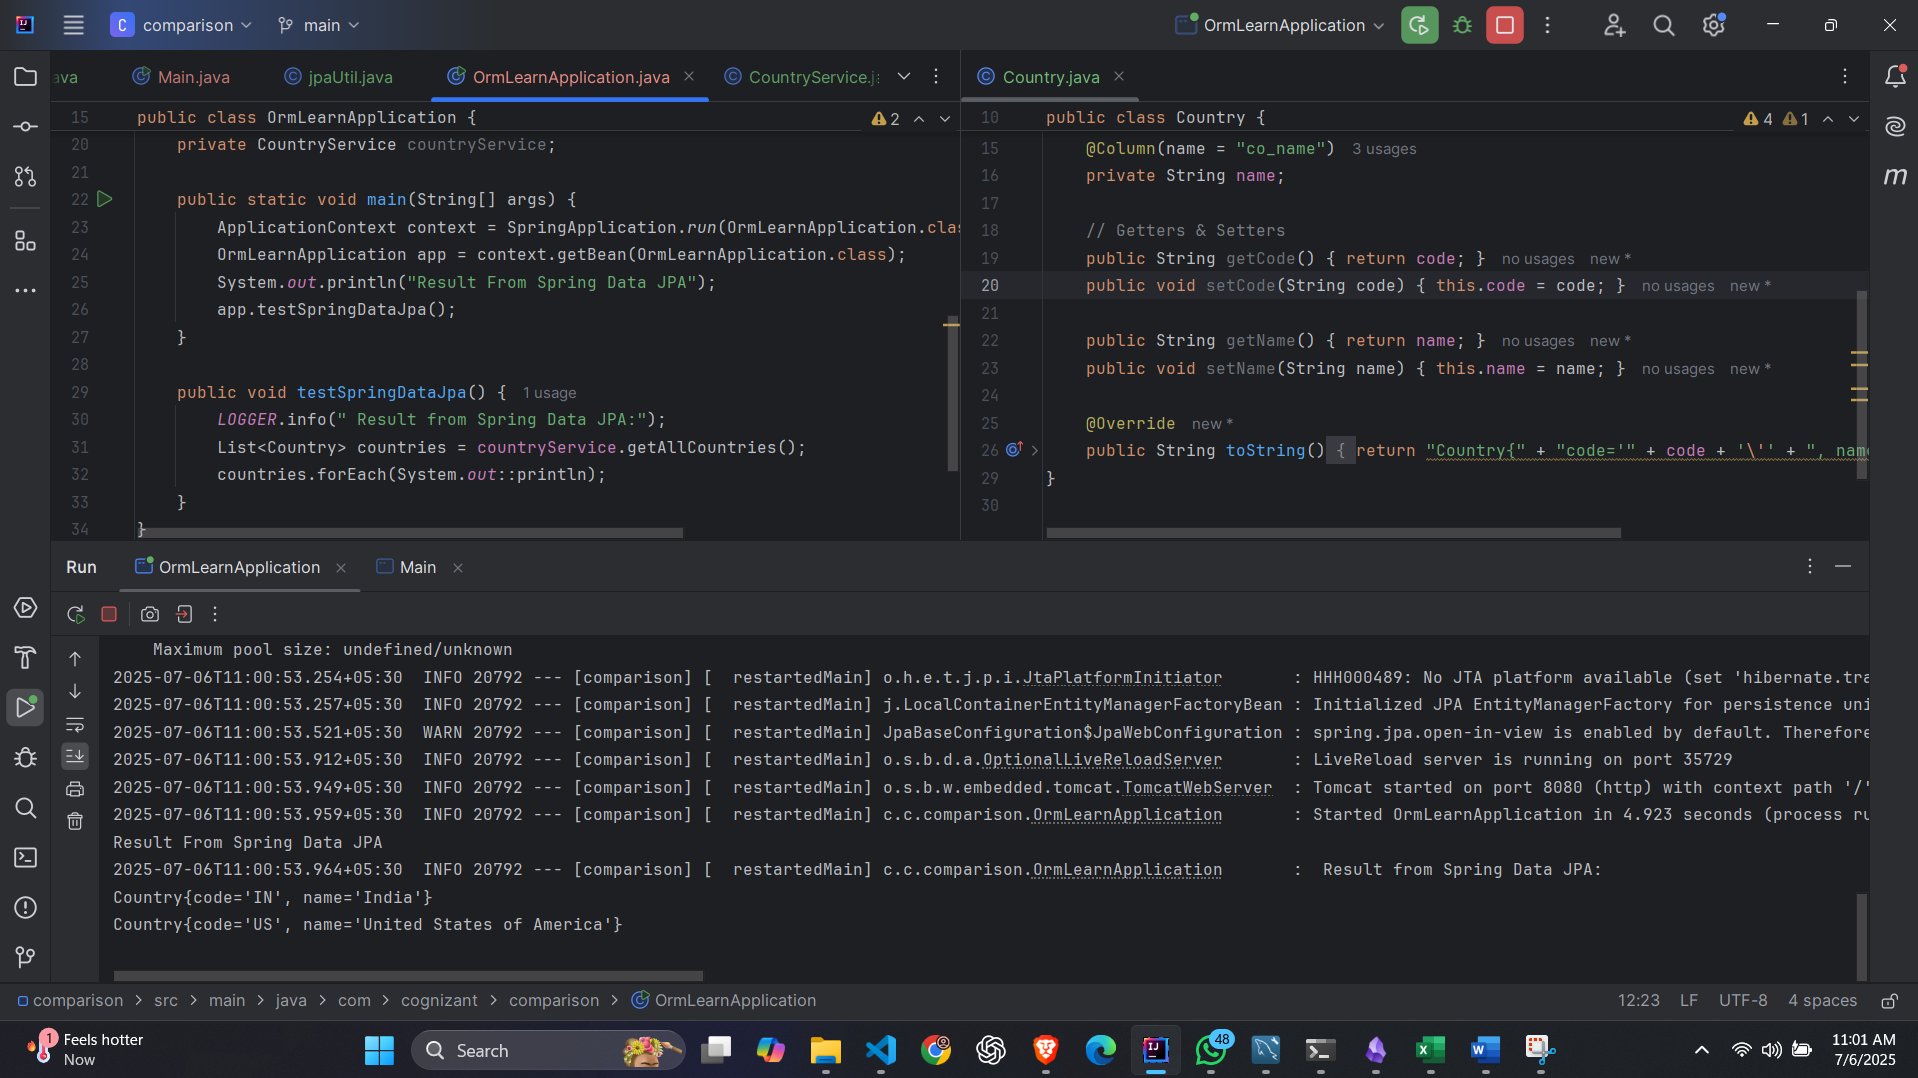 C comparison main OrmLearnApplication
ava Main.java jpaUtil.java OrmLearnApplication.java CountryService.j
15 public class OrmLearnApplication { 2
20 private CountryService countryService;
21
22 public static void main(String[] args) {
23 ApplicationContext context = SpringApplication.run(OrmLearnApplication.clas
24 OrmLearnApplication app = context.getBean(OrmLearnApplication.class);
25 System.out.println("Result From Spring Data JPA");
26 app.testSpringDataJpa();
27 }
28
29 public void testSpringDataJpa() { 1 usage
30 LOGGER.info(" Result from Spring Data JPA:");
31 List<Country> countries = countryService.getAllCountries();
32 countries.forEach(System.out::println);
33 }
34 }
Country.java
10 public class Country { 4 1
15 @Column(name = "co_name") 3 usages
16 private String name;
17
18 // Getters & Setters
19 public String getCode() { return code; } no usages new *
20 public void setCode(String code) { this.code = code; } no usages new *
21
22 public String getName() { return name; } no usages new *
23 public void setName(String name) { this.name = name; } no usages new *
24
25 @Override new *
26 public String toString() { return "Country{" + "code='" + code + '\'' + ", name
29 }
30
Run OrmLearnApplication Main
Maximum pool size: undefined/unknown
2025-07-06T11:00:53.254+05:30  INFO 20792 --- [comparison] [  restartedMain] o.h.e.t.j.p.i.JtaPlatformInitiator       : HHH000489: No JTA platform available (set 'hibernate.tra
2025-07-06T11:00:53.257+05:30  INFO 20792 --- [comparison] [  restartedMain] j.LocalContainerEntityManagerFactoryBean : Initialized JPA EntityManagerFactory for persistence uni
2025-07-06T11:00:53.521+05:30  WARN 20792 --- [comparison] [  restartedMain] JpaBaseConfiguration$JpaWebConfiguration : spring.jpa.open-in-view is enabled by default. Therefore
2025-07-06T11:00:53.912+05:30  INFO 20792 --- [comparison] [  restartedMain] o.s.b.d.a.OptionalLiveReloadServer       : LiveReload server is running on port 35729
2025-07-06T11:00:53.949+05:30  INFO 20792 --- [comparison] [  restartedMain] o.s.b.w.embedded.tomcat.TomcatWebServer  : Tomcat started on port 8080 (http) with context path '/'
2025-07-06T11:00:53.959+05:30  INFO 20792 --- [comparison] [  restartedMain] c.c.comparison.OrmLearnApplication       : Started OrmLearnApplication in 4.923 seconds (process ru
Result From Spring Data JPA
2025-07-06T11:00:53.964+05:30  INFO 20792 --- [comparison] [  restartedMain] c.c.comparison.OrmLearnApplication       :  Result from Spring Data JPA:
Country{code='IN', name='India'}
Country{code='US', name='United States of America'}
comparison > src > main > java > com > cognizant > comparison > OrmLearnApplication 12:23 LF UTF-8 4 spaces
1 Feels hotter
Now
Search
48
11:01 AM
7/6/2025